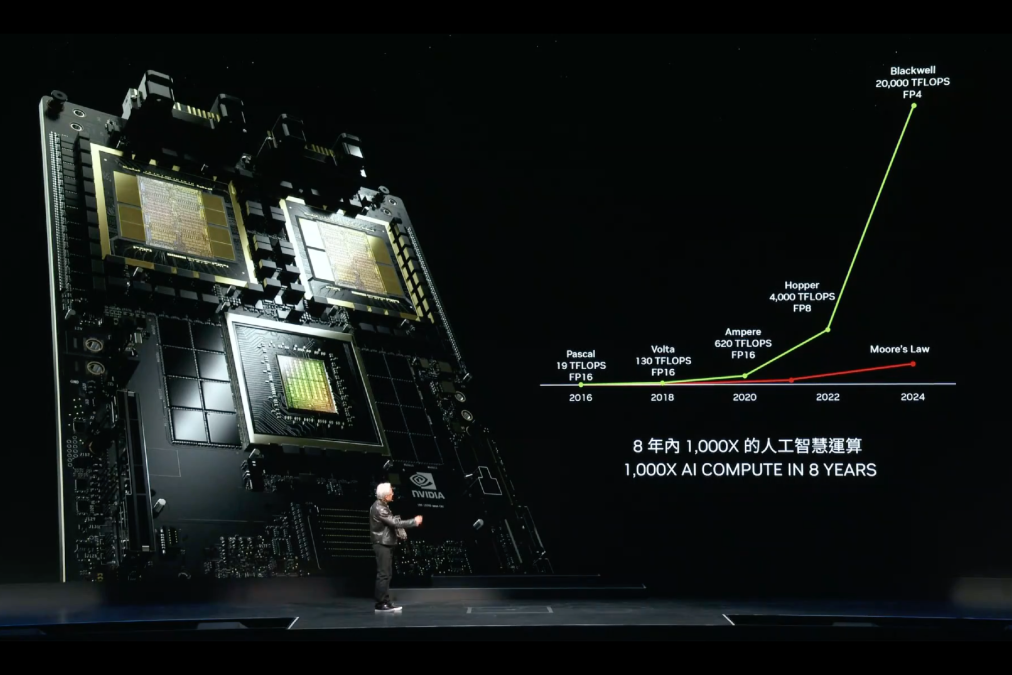 Blackwell
20,000 TFLOPS
FP4
Hopper
4,000 TFLOPS
FP8
Ampere
620 TFLOPS
FP16
Volta
130 TFLOPS
FP16
Pascal
19 TFLOPS
FP16
Moore's Law
2016 2018 2020 2022 2024
8 年內 1,000X 的人工智慧運算
1,000X AI COMPUTE IN 8 YEARS
NVIDIA